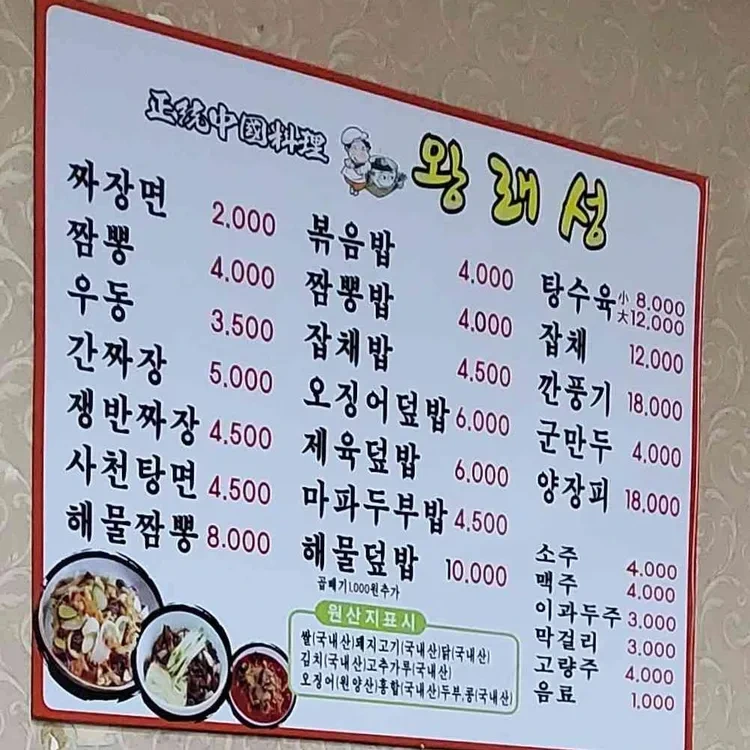 正統中國料理
왕래성
짜장면 2.000
짬뽕 4.000
우동 3.500
간짜장 5.000
쟁반짜장 4.500
사천탕면 4.500
해물짬뽕 8.000
볶음밥 4.000
짬뽕밥 4.000
잡채밥 4.500
오징어덮밥 6.000
제육덮밥 6.000
마파두부밥 4.500
해물덮밥 10.000
곱빼기1,000원추가
탕수육 小 8.000
大 12.000
잡채 12.000
깐풍기 18.000
군만두 4.000
양장피 18.000
소주 4.000
맥주 4.000
이과두주 3.000
막걸리 3.000
고량주 4.000
음료 1.000
원산지표시
쌀(국내산)돼지고기(국내산)닭(국내산)
김치(국내산)고추가루(국내산)
오징어(원양산)홍합(국내산)두부,콩(국내산)